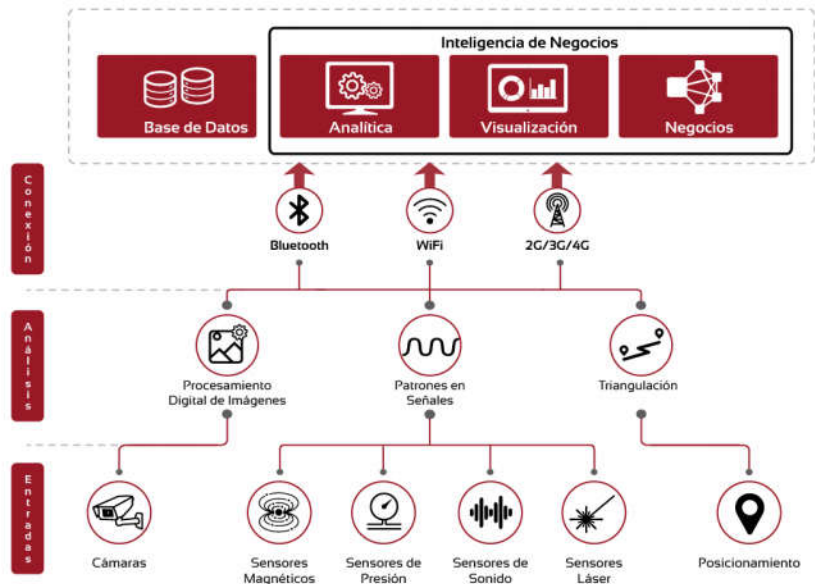 Inteligencia de Negocios
Base de Datos
Analítica
Visualización
Negocios
Conexión
Bluetooth
WiFi
2G/3G/4G
Análisis
Procesamiento
Digital de Imágenes
Patrones en
Señales
Triangulación
Entradas
Cámaras
Sensores
Magnéticos
Sensores de
Presión
Sensores de
Sonido
Sensores
Láser
Posicionamiento